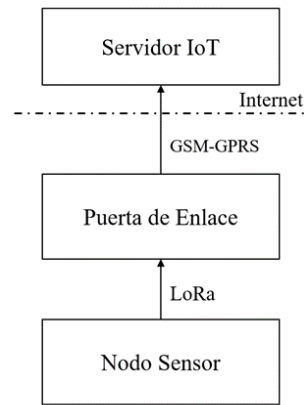 Servidor IoT
Internet
GSM-GPRS
Puerta de Enlace
LoRa
Nodo Sensor